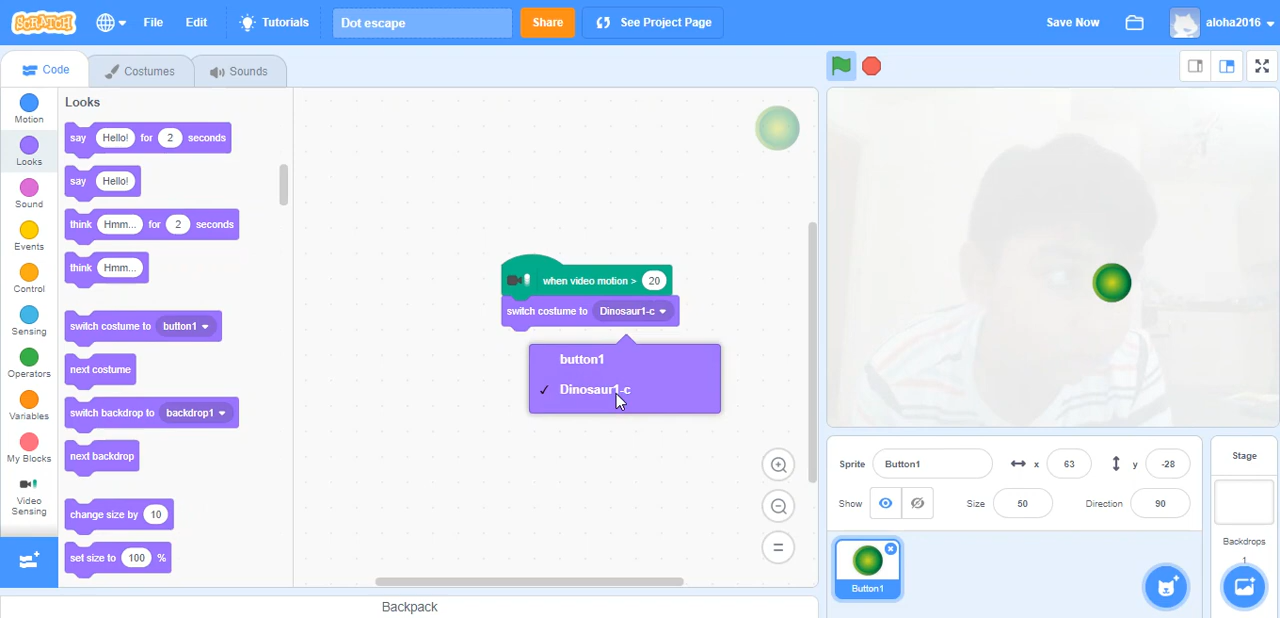 SCRATCH File Edit Tutorials Dot escape Share See Project Page Save Now aloha2016
Code Costumes Sounds
Motion
Looks
Sound
Events
Control
Sensing
Operators
Variables
My Blocks
Video
Sensing
Looks
say Hello! for 2 seconds
say Hello!
think Hmm... for 2 seconds
think Hmm...
switch costume to button1
next costume
switch backdrop to backdrop1
next backdrop
change size by 10
set size to 100 %
when video motion > 20
switch costume to Dinosaur1-c
button1
✓ Dinosaur1-c
Backpack
Sprite Button1 x 63 y -28
Show Size 50 Direction 90
Button1
Stage
Backdrops
1